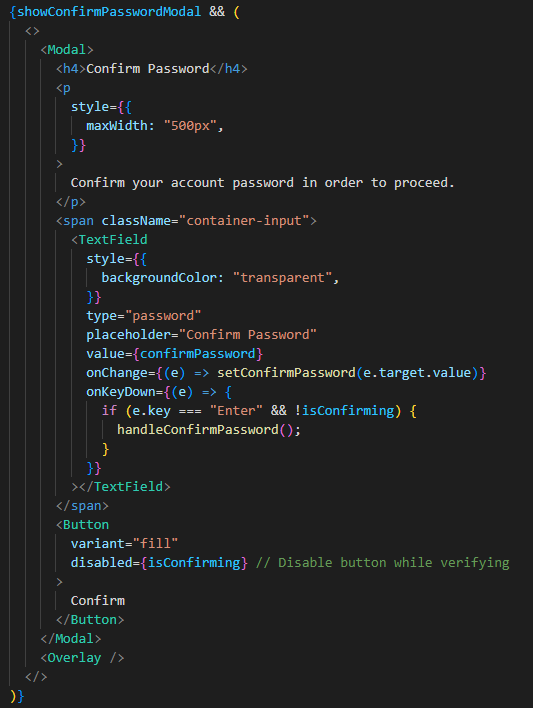 {showConfirmPasswordModal && (
  <>
    <Modal>
      <h4>Confirm Password</h4>
      <p
        style={{
          maxWidth: "500px",
        }}
      >
        Confirm your account password in order to proceed.
      </p>
      <span className="container-input">
        <TextField
          style={{
            backgroundColor: "transparent",
          }}
          type="password"
          placeholder="Confirm Password"
          value={confirmPassword}
          onChange={(e) => setConfirmPassword(e.target.value)}
          onKeyDown={(e) => {
            if (e.key === "Enter" && !isConfirming) {
              handleConfirmPassword();
            }
          }}
        ></TextField>
      </span>
      <Button
        variant="fill"
        disabled={isConfirming} // Disable button while verifying
      >
        Confirm
      </Button>
    </Modal>
    <Overlay />
  </>
)}